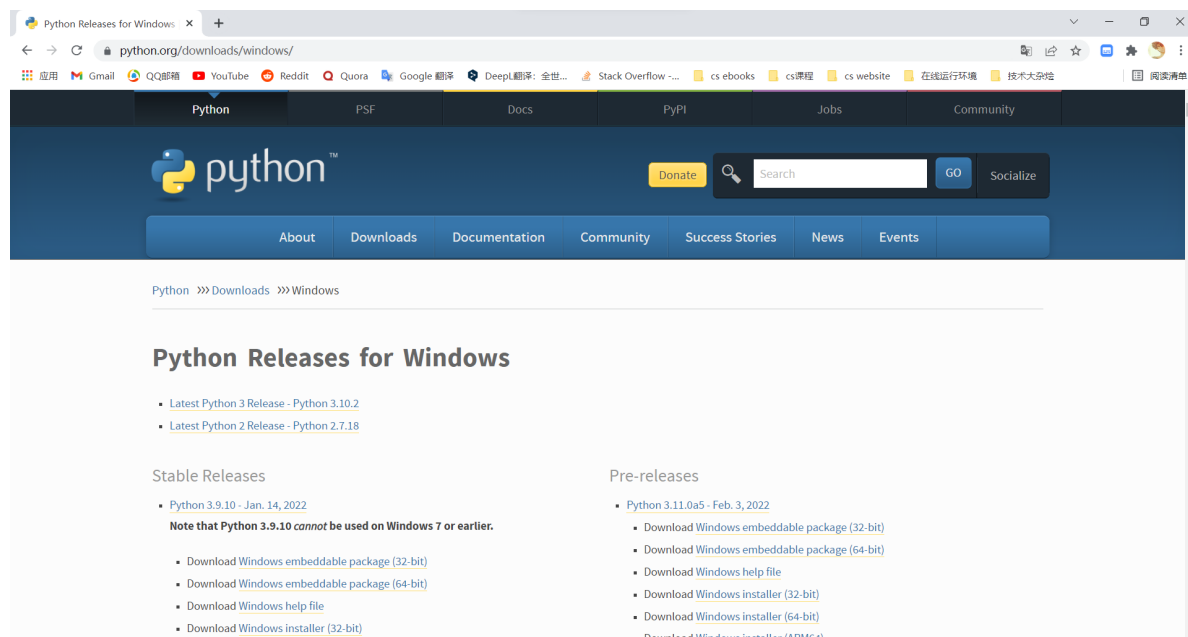 Python Releases for Windows
python.org/downloads/windows/
应用 Gmail QQ邮箱 YouTube Reddit Quora Google 翻译 DeepL翻译：全世... Stack Overflow -... cs ebooks cs课程 cs website 在线运行环境 技术大杂烩 阅读清单
Python PSF Docs PyPI Jobs Community
python™
Donate Search GO Socialize
About Downloads Documentation Community Success Stories News Events
Python >>> Downloads >>> Windows
Python Releases for Windows
Latest Python 3 Release - Python 3.10.2
Latest Python 2 Release - Python 2.7.18
Stable Releases
Python 3.9.10 - Jan. 14, 2022
Note that Python 3.9.10 cannot be used on Windows 7 or earlier.
Download Windows embeddable package (32-bit)
Download Windows embeddable package (64-bit)
Download Windows help file
Download Windows installer (32-bit)
Pre-releases
Python 3.11.0a5 - Feb. 3, 2022
Download Windows embeddable package (32-bit)
Download Windows embeddable package (64-bit)
Download Windows help file
Download Windows installer (32-bit)
Download Windows installer (64-bit)
Download Windows installer (ARM64)